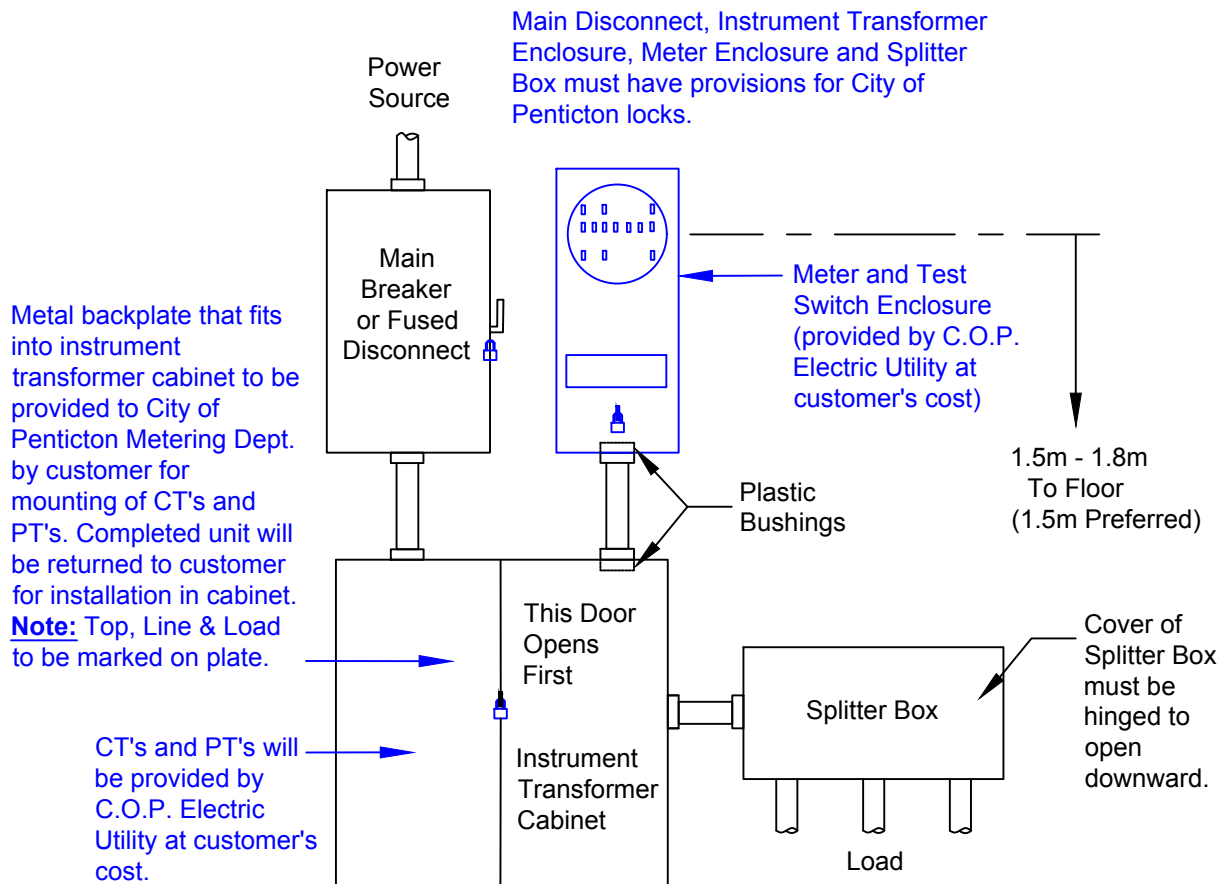 Main Disconnect, Instrument Transformer
Enclosure, Meter Enclosure and Splitter
Box must have provisions for City of
Penticton locks.
Power
Source
Main
Breaker
or Fused
Disconnect
Meter and Test
Switch Enclosure
(provided by C.O.P.
Electric Utility at
customer's cost)
Metal backplate that fits
into instrument
transformer cabinet to be
provided to City of
Penticton Metering Dept.
by customer for
mounting of CT's and
PT's. Completed unit will
be returned to customer
for installation in cabinet.
Note: Top, Line & Load
to be marked on plate.
1.5m - 1.8m
To Floor
(1.5m Preferred)
Plastic
Bushings
This Door
Opens
First
Cover of
Splitter Box
must be
hinged to
open
downward.
Splitter Box
CT's and PT's will
be provided by
C.O.P. Electric
Utility at customer's
cost.
Instrument
Transformer
Cabinet
Load